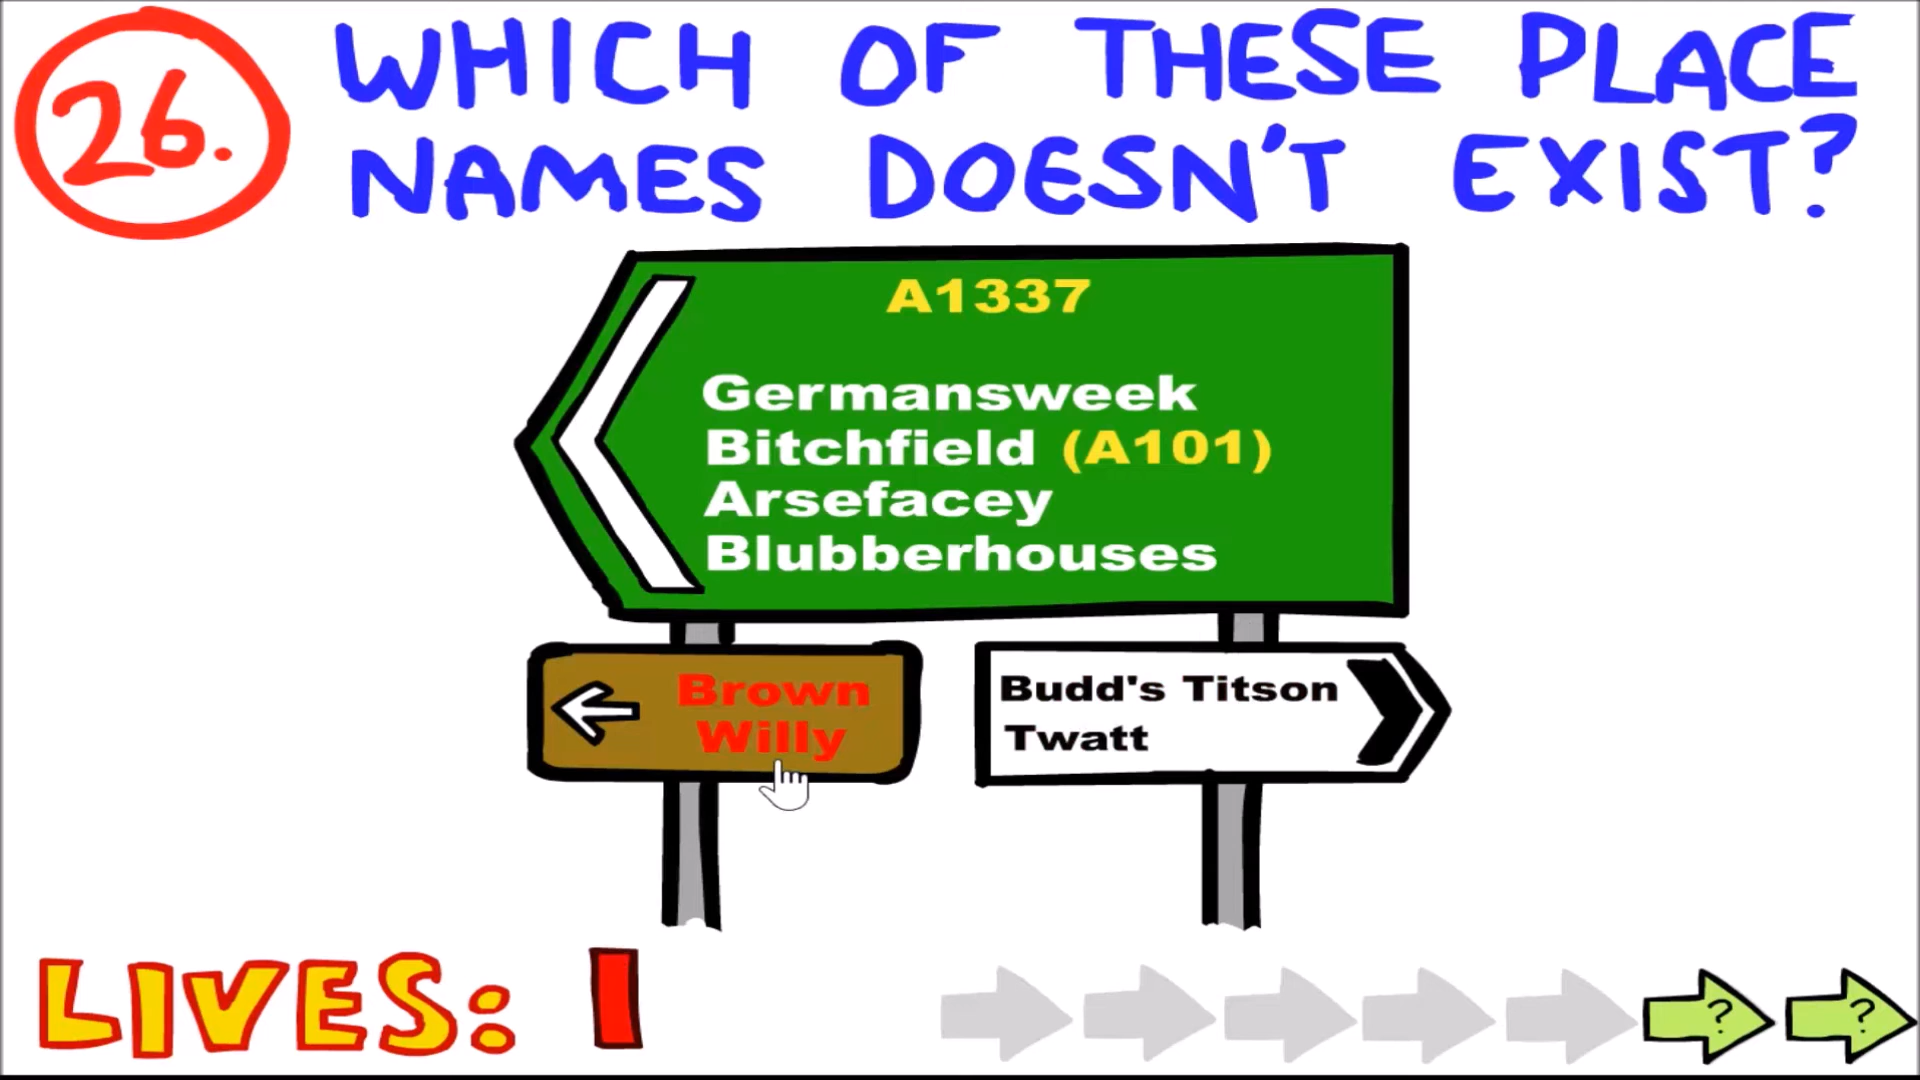 26. WHICH OF THESE PLACE
NAMES DOESN'T EXIST?
A1337
Germansweek
Bitchfield (A101)
Arsefacey
Blubberhouses
Brown
Willy
Budd's Titson
Twatt
LIVES: 1
? ?